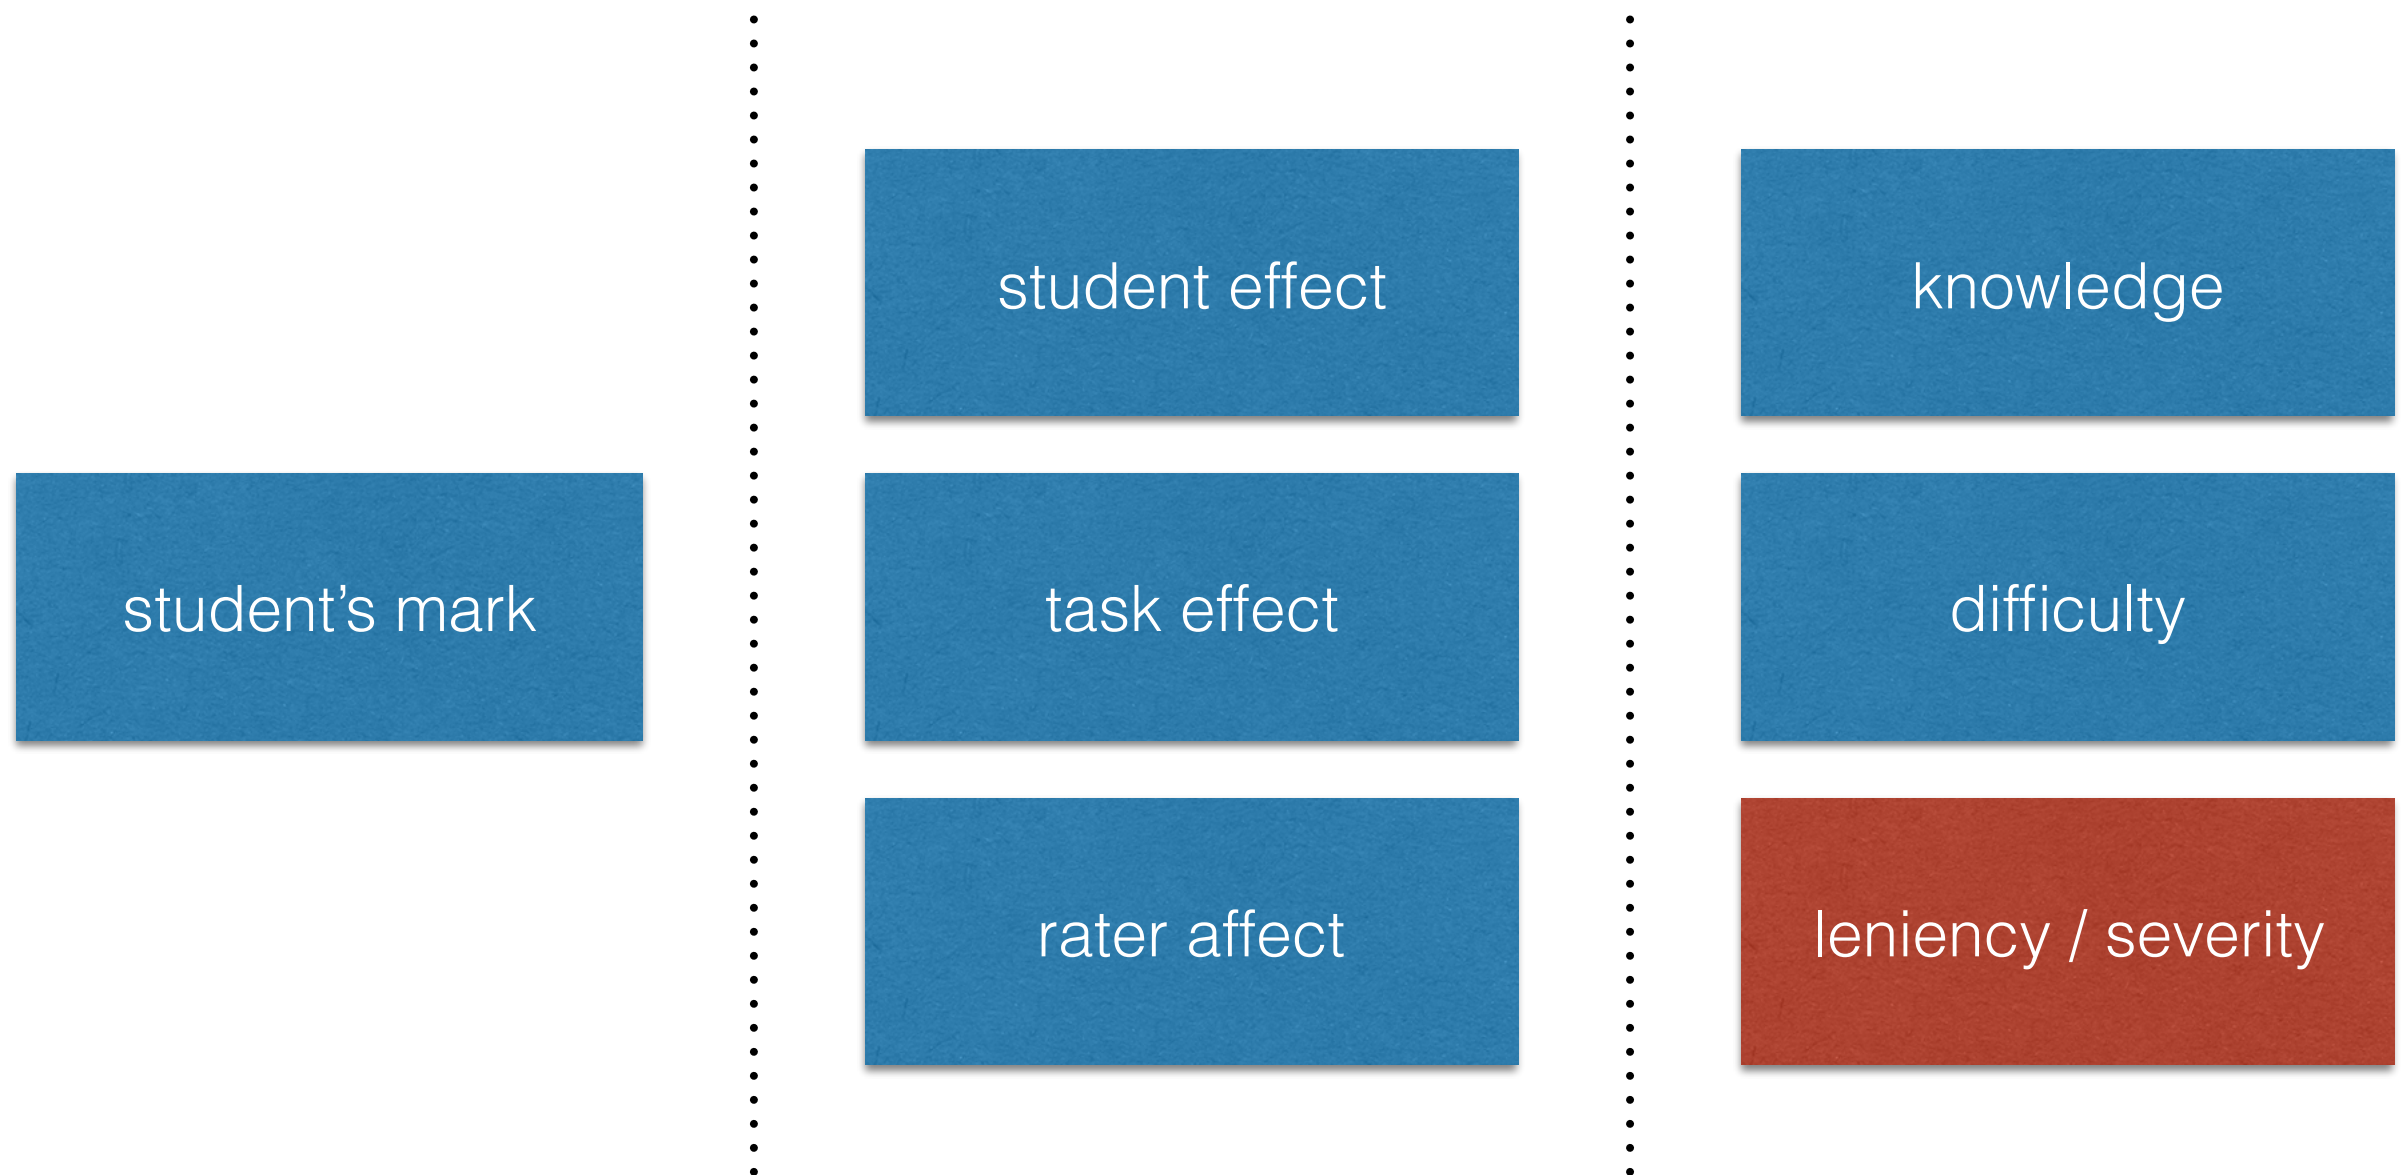 student effect
knowledge
student’s mark
task effect
difficulty
rater affect
leniency / severity